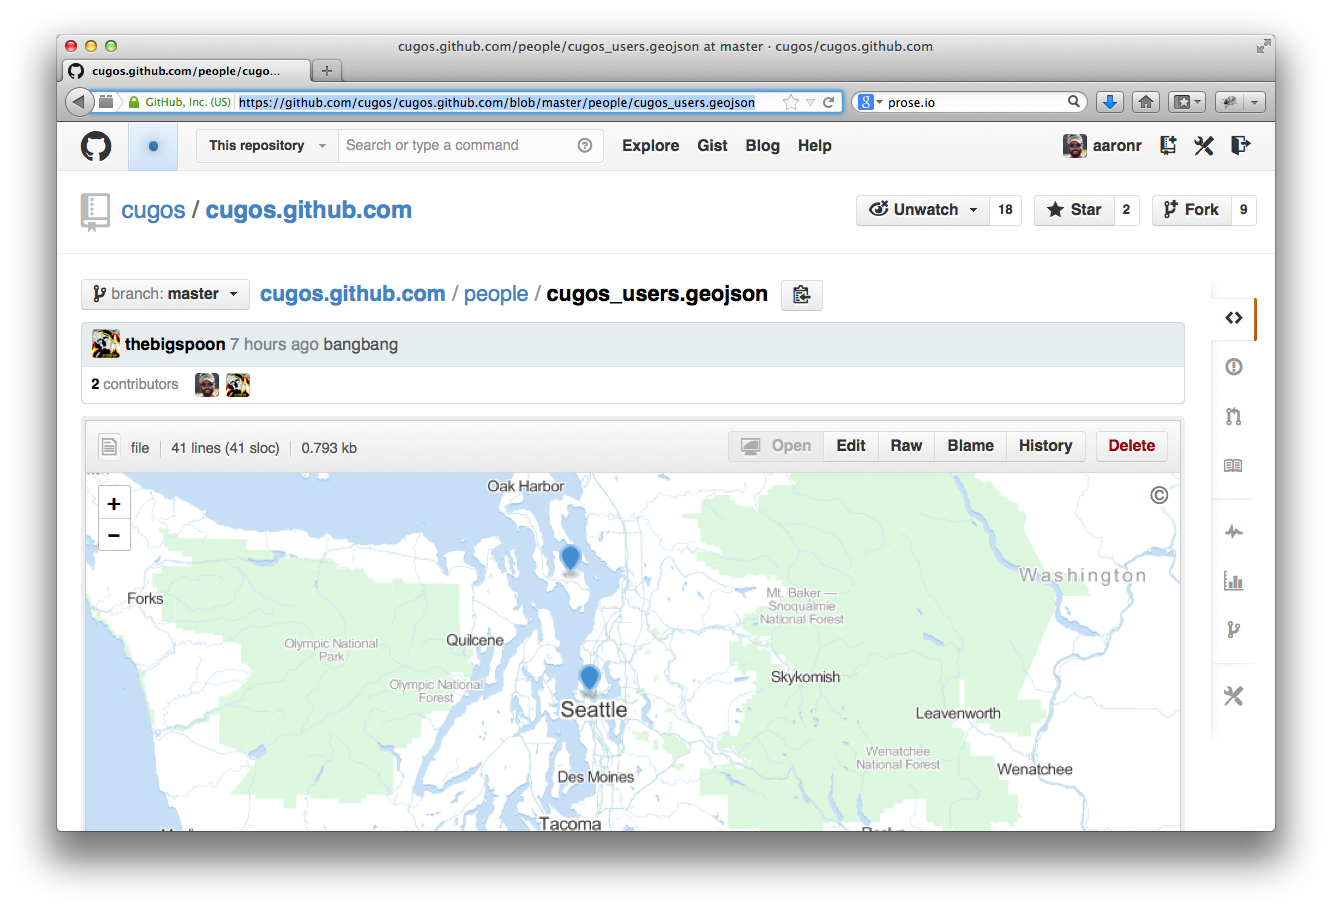 cugos.github.com/people/cugos_users.geojson at master · cugos/cugos.github.com
cugos.github.com/people/cugo...
GitHub, Inc. (US) https://github.com/cugos/cugos.github.com/blob/master/people/cugos_users.geojson 8 prose.io
This repository Search or type a command Explore Gist Blog Help aaronr
cugos / cugos.github.com Unwatch 18 Star 2 Fork 9
branch: master cugos.github.com / people / cugos_users.geojson
thebigspoon 7 hours ago bangbang
2 contributors
file 41 lines (41 sloc) 0.793 kb Open Edit Raw Blame History Delete
+
−
©
Oak Harbor
Washington
Forks
Mt. Baker —
Snoqualmie
National Forest
Olympic National
Park
Quilcene
Skykomish
Olympic National
Forest
Seattle
Leavenworth
Wenatchee
National Forest
Wenatchee
Des Moines
Tacoma